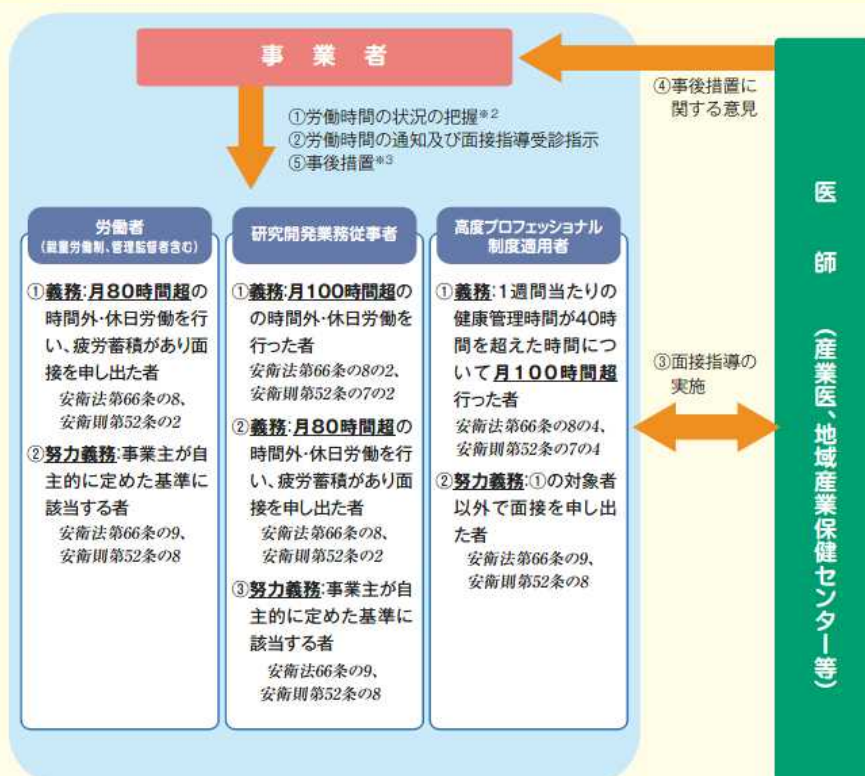 事業者
④事後措置に
関する意見
①労働時間の状況の把握※2
②労働時間の通知及び面接指導受診指示
⑤事後措置※3
労働者
(裁量労働制、管理監督者含む)
①義務:月80時間超の
時間外・休日労働を行
い、疲労蓄積があり面
接を申し出た者
安衛法第66条の8、
安衛則第52条の2
②努力義務:事業主が自
主的に定めた基準に
該当する者
安衛法第66条の9、
安衛則第52条の8
研究開発業務従事者
①義務:月100時間超の
の時間外・休日労働を
行った者
安衛法第66条の8の2、
安衛則第52条の7の2
②義務:月80時間超の
時間外・休日労働を行
い、疲労蓄積があり面
接を申し出た者
安衛法第66条の8、
安衛則第52条の2
③努力義務:事業主が自
主的に定めた基準に
該当する者
安衛法66条の9、
安衛則第52条の8
高度プロフェッショナル
制度適用者
①義務:1週間当たりの
健康管理時間が40時
間を超えた時間につ
いて月100時間超
行った者
安衛法第66条の8の4、
安衛則第52条の7の4
②努力義務:①の対象者
以外で面接を申し出
た者
安衛法第66条の9、
安衛則第52条の8
③面接指導の
実施
医師(産業医、地域産業保健センター等)